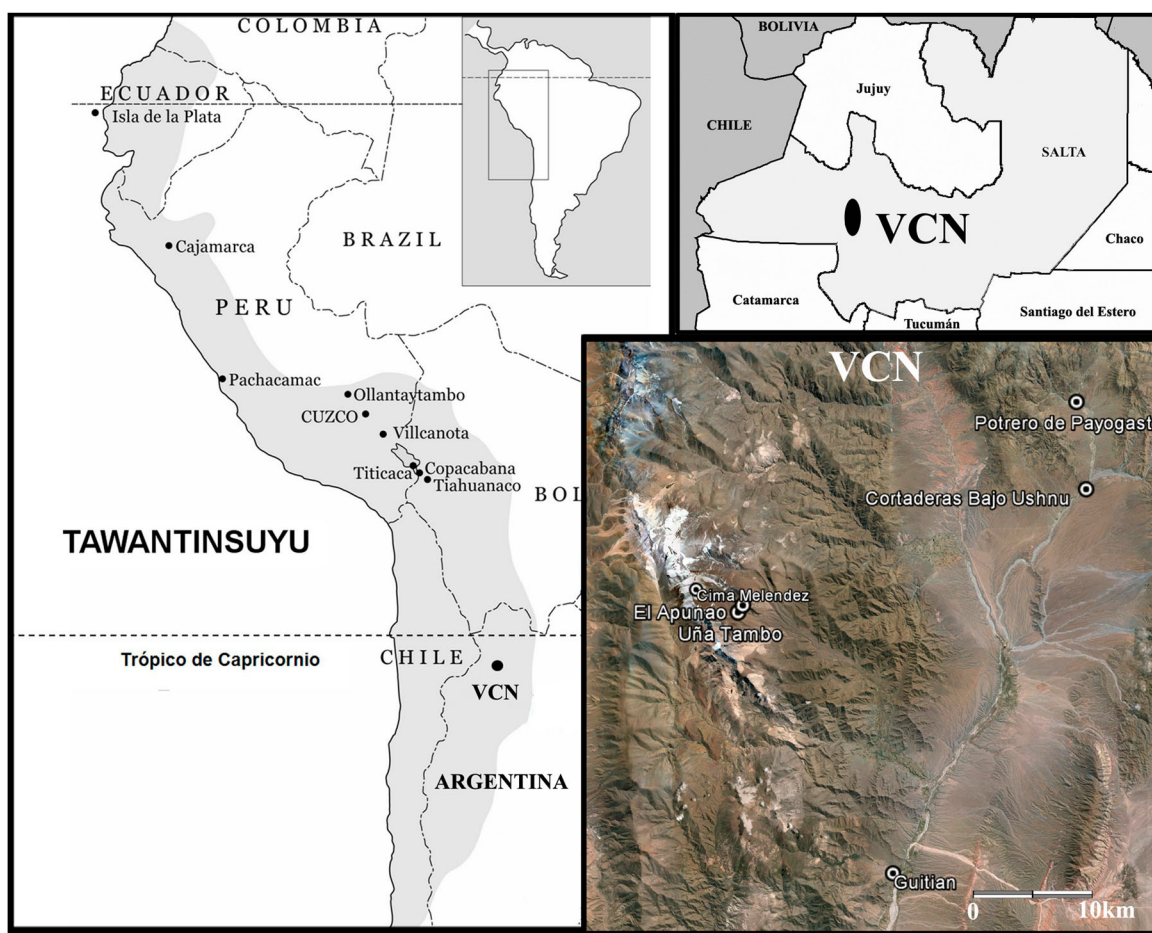 COLOMBIA
ECUADOR
Isla de la Plata
Cajamarca
BRAZIL
PERU
Pachacamac
Ollantaytambo
CUZCO
Villcanota
Titicaca
Copacabana
Tiahuanaco
BOL
TAWANTINSUYU
Trópico de Capricornio
CHILE
VCN
ARGENTINA
BOLIVIA
Jujuy
CHILE
SALTA
VCN
Chaco
Catamarca
Santiago del Estero
Tucumán
VCN
Potrero de Payogast
Cortaderas Bajo Ushnu
Cima Melendez
El Apunao
Uña Tambo
Guitian
0 10km